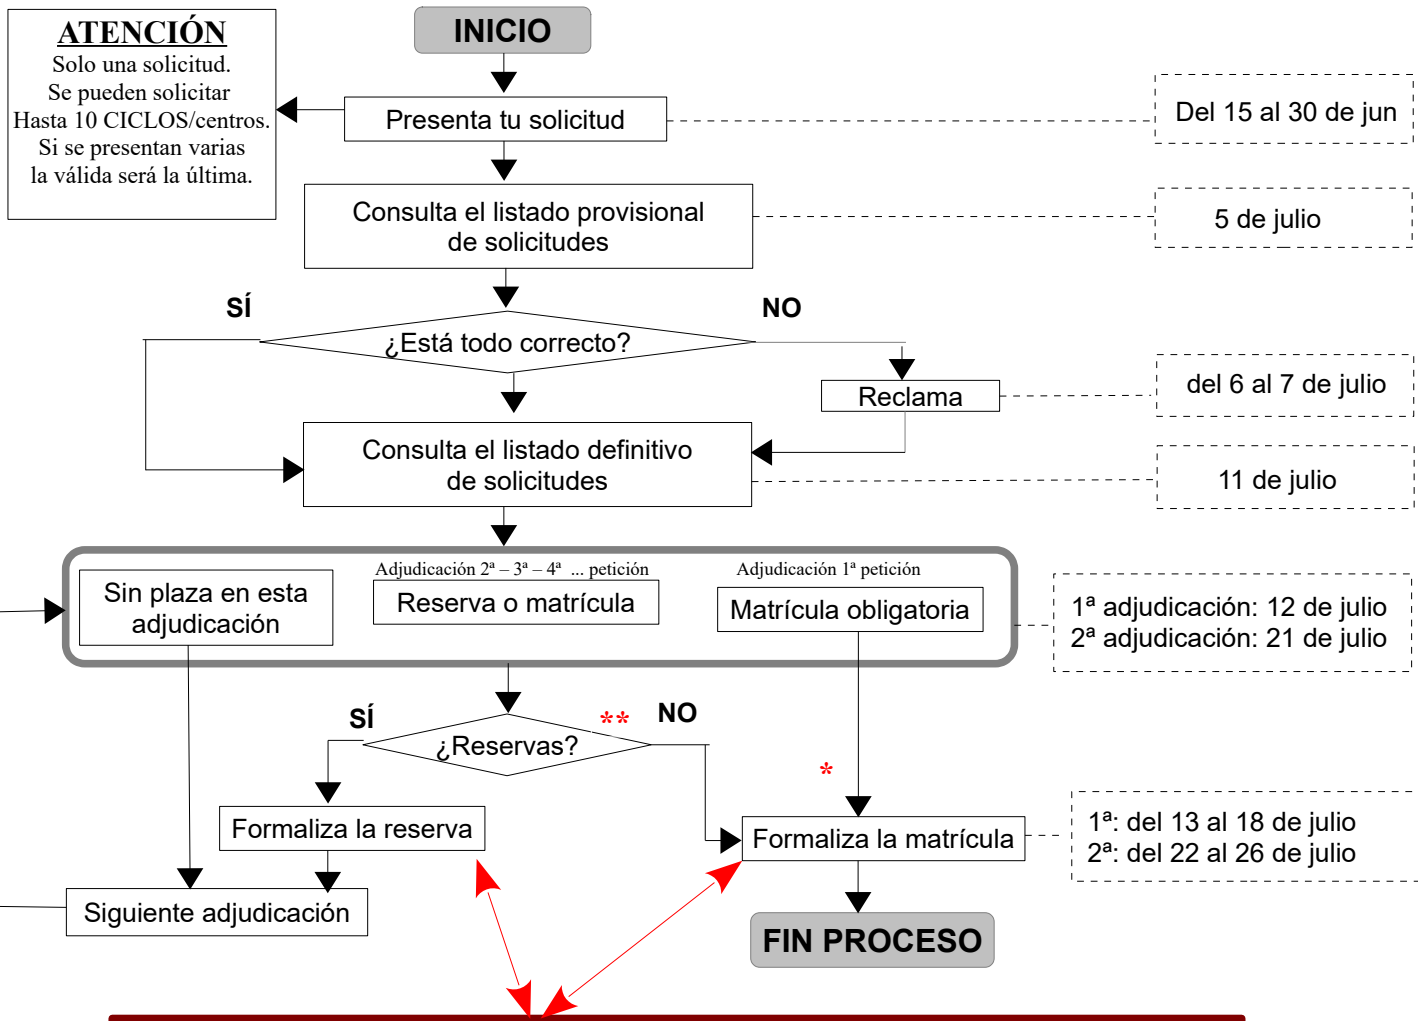 INICIO
ATENCIÓN
Solo una solicitud.
Se pueden solicitar
Hasta 10 CICLOS/centros.
Si se presentan varias
la válida será la última.
Presenta tu solicitud
Del 15 al 30 de jun
Consulta el listado provisional
de solicitudes
5 de julio
SÍ
NO
¿Está todo correcto?
Reclama
del 6 al 7 de julio
Consulta el listado definitivo
de solicitudes
11 de julio
Sin plaza en esta
adjudicación
Adjudicación 2ª – 3ª – 4ª ... petición
Reserva o matrícula
Adjudicación 1ª petición
Matrícula obligatoria
1ª adjudicación: 12 de julio
2ª adjudicación: 21 de julio
SÍ
** NO
¿Reservas?
*
Formaliza la reserva
Formaliza la matrícula
1ª: del 13 al 18 de julio
2ª: del 22 al 26 de julio
Siguiente adjudicación
FIN PROCESO